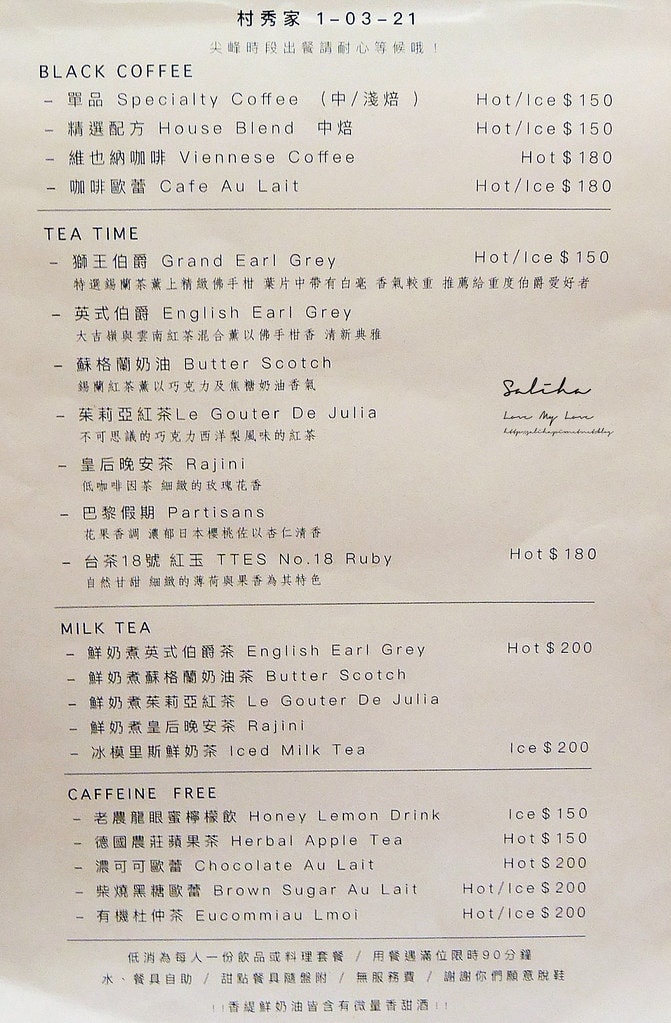 村秀家 1-03-21
尖峰時段出餐請耐心等候哦！
BLACK COFFEE
– 單品 Specialty Coffee （中/淺焙 ） Hot/Ice $ 150
– 精選配方 House Blend 中焙 Hot/Ice $ 150
– 維也納咖啡 Viennese Coffee Hot $ 180
– 咖啡歐蕾 Cafe Au Lait Hot/Ice $ 180
TEA TIME
– 獅王伯爵 Grand Earl Grey Hot/Ice $ 150
特選錫蘭茶薰上精緻佛手柑 葉片中帶有白毫 香氣較重 推薦給重度伯爵愛好者
– 英式伯爵 English Earl Grey
大吉嶺與雲南紅茶混合薰以佛手柑香 清新典雅
– 蘇格蘭奶油 Butter Scotch
錫蘭紅茶薰以巧克力及焦糖奶油香氣
– 茱莉亞紅茶Le Gouter De Julia
不可思議的巧克力西洋梨風味的紅茶
– 皇后晚安茶 Rajini
低咖啡因茶 細緻的玫瑰花香
– 巴黎假期 Partisans
花果香調 濃郁日本櫻桃佐以杏仁清香
– 台茶18號 紅玉 TTES No.18 Ruby Hot $ 180
自然甘甜 細緻的薄荷與果香為其特色
Saliha
Love My Love
MILK TEA
– 鮮奶煮英式伯爵茶 English Earl Grey Hot $ 200
– 鮮奶煮蘇格蘭奶油茶 Butter Scotch
– 鮮奶煮茱莉亞紅茶 Le Gouter De Julia
– 鮮奶煮皇后晚安茶 Rajini
– 冰模里斯鮮奶茶 Iced Milk Tea Ice $ 200
CAFFEINE FREE
– 老農龍眼蜜檸檬飲 Honey Lemon Drink Ice $ 150
– 德國農莊蘋果茶 Herbal Apple Tea Hot $ 150
– 濃可可歐蕾 Chocolate Au Lait Hot $ 200
– 柴燒黑糖歐蕾 Brown Sugar Au Lait Hot/Ice $ 200
– 有機杜仲茶 Eucommiau Lmoi Hot/Ice $ 200
低消為每人一份飲品或料理套餐 / 用餐遇滿位限時90分鐘
水、餐具自助 / 甜點餐具隨盤附 / 無服務費 / 謝謝你們願意脫鞋
!!香緹鮮奶油皆含有微量香甜酒!!